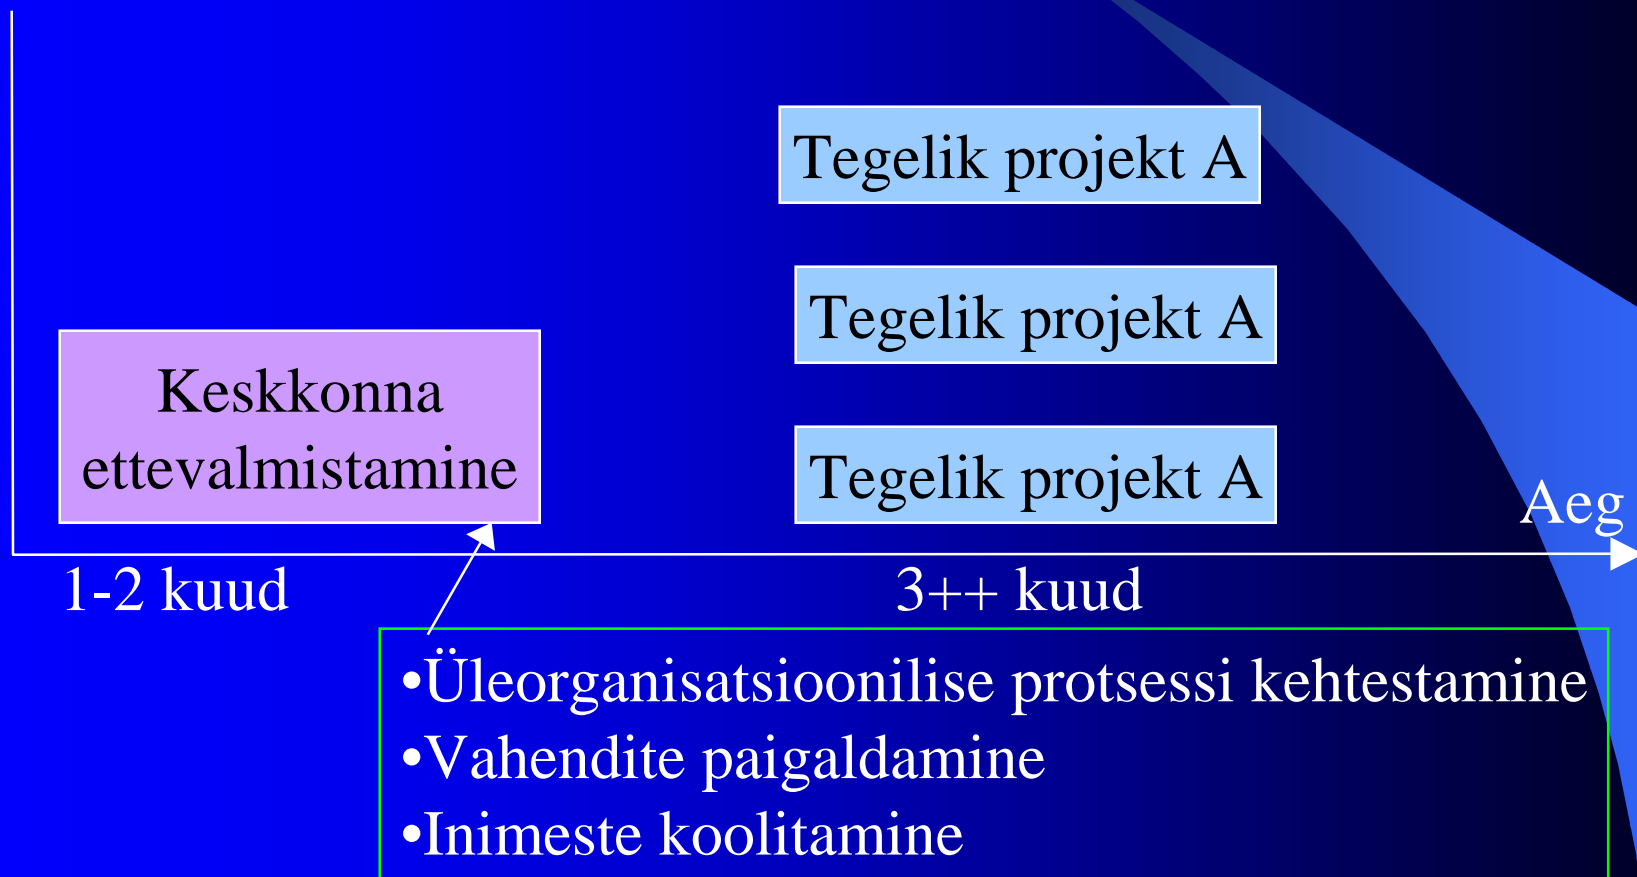 Tegelik projekt A
Tegelik projekt A
Keskkonna
ettevalmistamine
Tegelik projekt A
Aeg
1-2 kuud
3++ kuud
•Üleorganisatsioonilise protsessi kehtestamine
•Vahendite paigaldamine
•Inimeste koolitamine